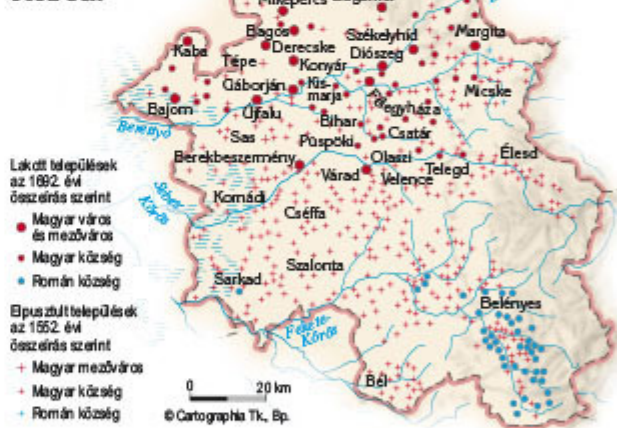 Mikepércs
Bagos
Székelyhíd
Margita
Kaba
Derecske
Diószeg
Tépe
Konyár
Gáborján
Kis-
marja
Micske
Bajom
Újfalu
egyháza
Bihar
Csatár
Berettyó
Sas
Püspöki
Berekbeszermény
Olaszi
Élesd
Várad
Telegd
Velence
Komádi
Sebes-
Körös
Cséffa
Sarkad
Szalonta
Belényes
Fekete-
Körös
Bél
Lakott települések
az 1692. évi
összeírás szerint
Magyar város
és mezőváros
Magyar község
Román község
Elpusztult települések
az 1552. évi
összeírás szerint
Magyar mezőváros
Magyar község
Román község
0 20 km
© Cartographia Tk., Bp.